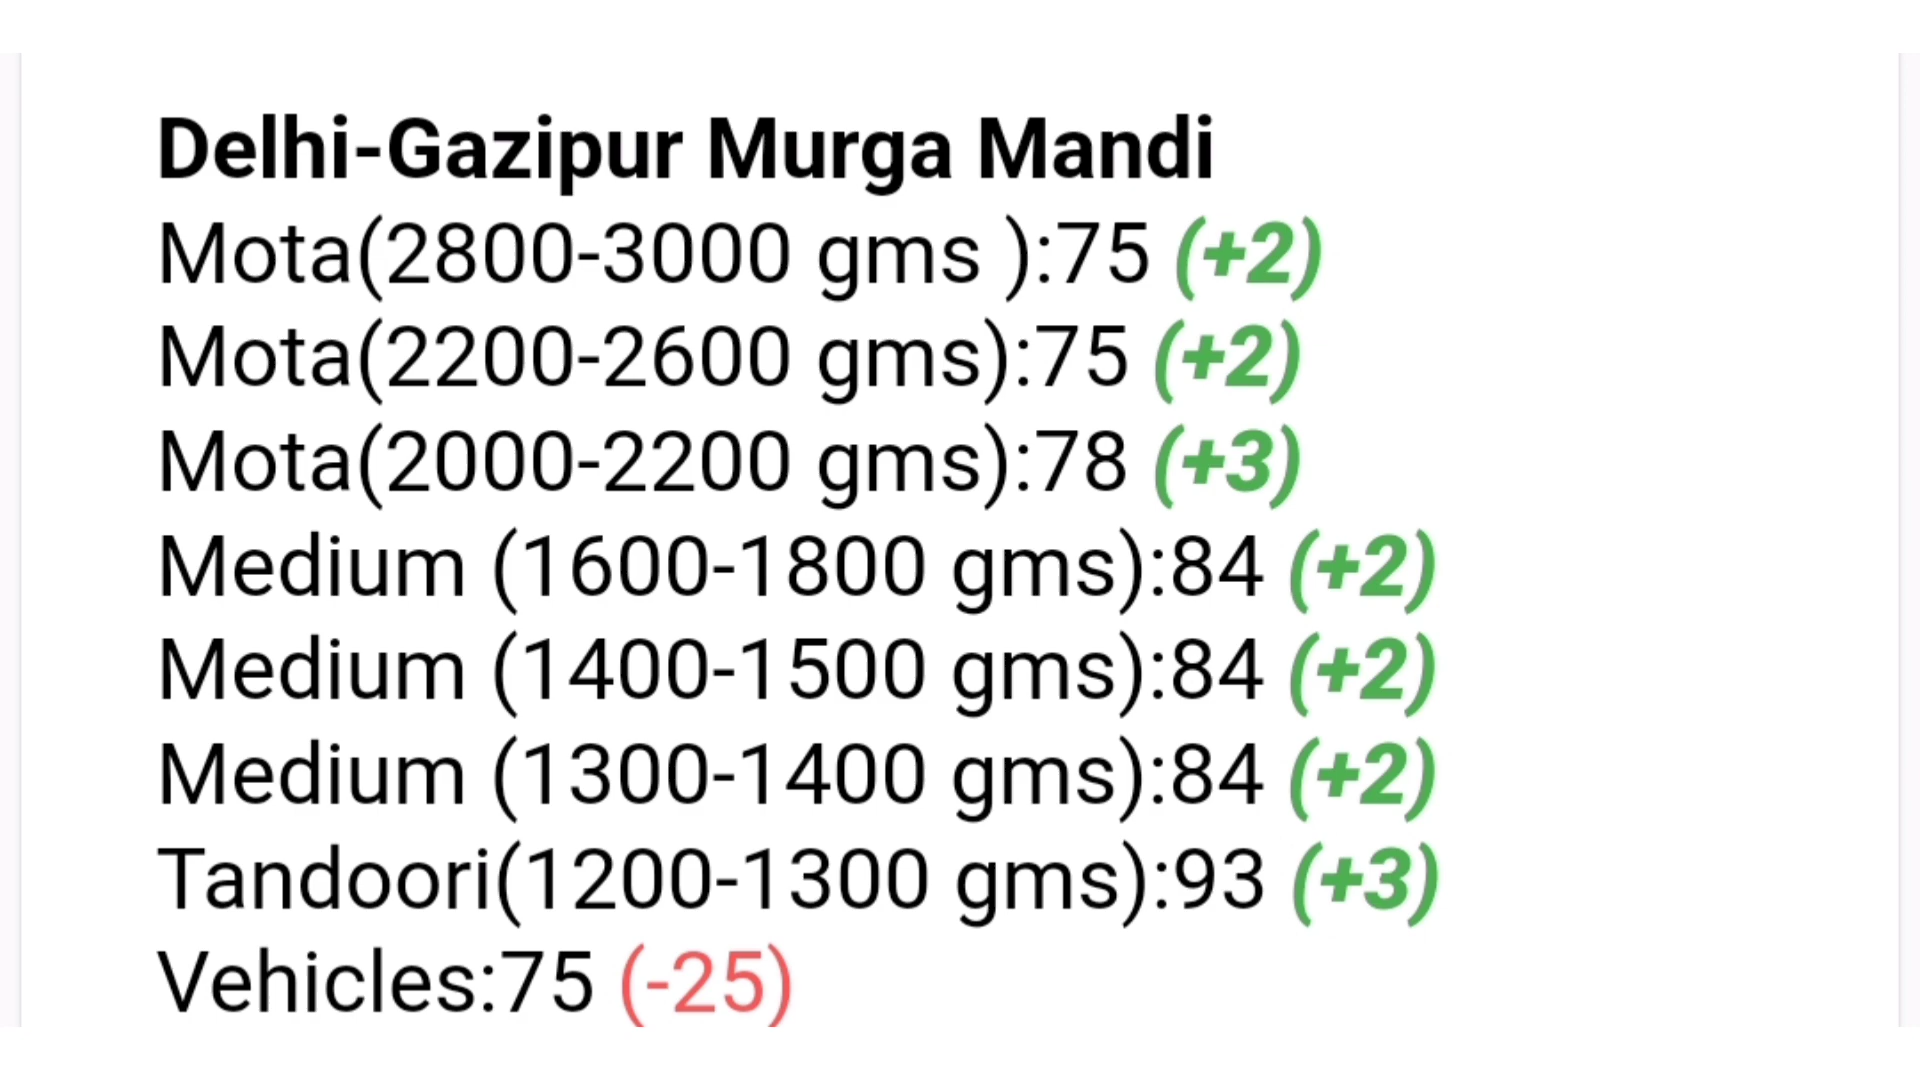 Delhi-Gazipur Murga Mandi
Mota(2800-3000 gms ):75 (+2)
Mota(2200-2600 gms):75 (+2)
Mota(2000-2200 gms):78 (+3)
Medium (1600-1800 gms):84 (+2)
Medium (1400-1500 gms):84 (+2)
Medium (1300-1400 gms):84 (+2)
Tandoori(1200-1300 gms):93 (+3)
Vehicles:75 (-25)